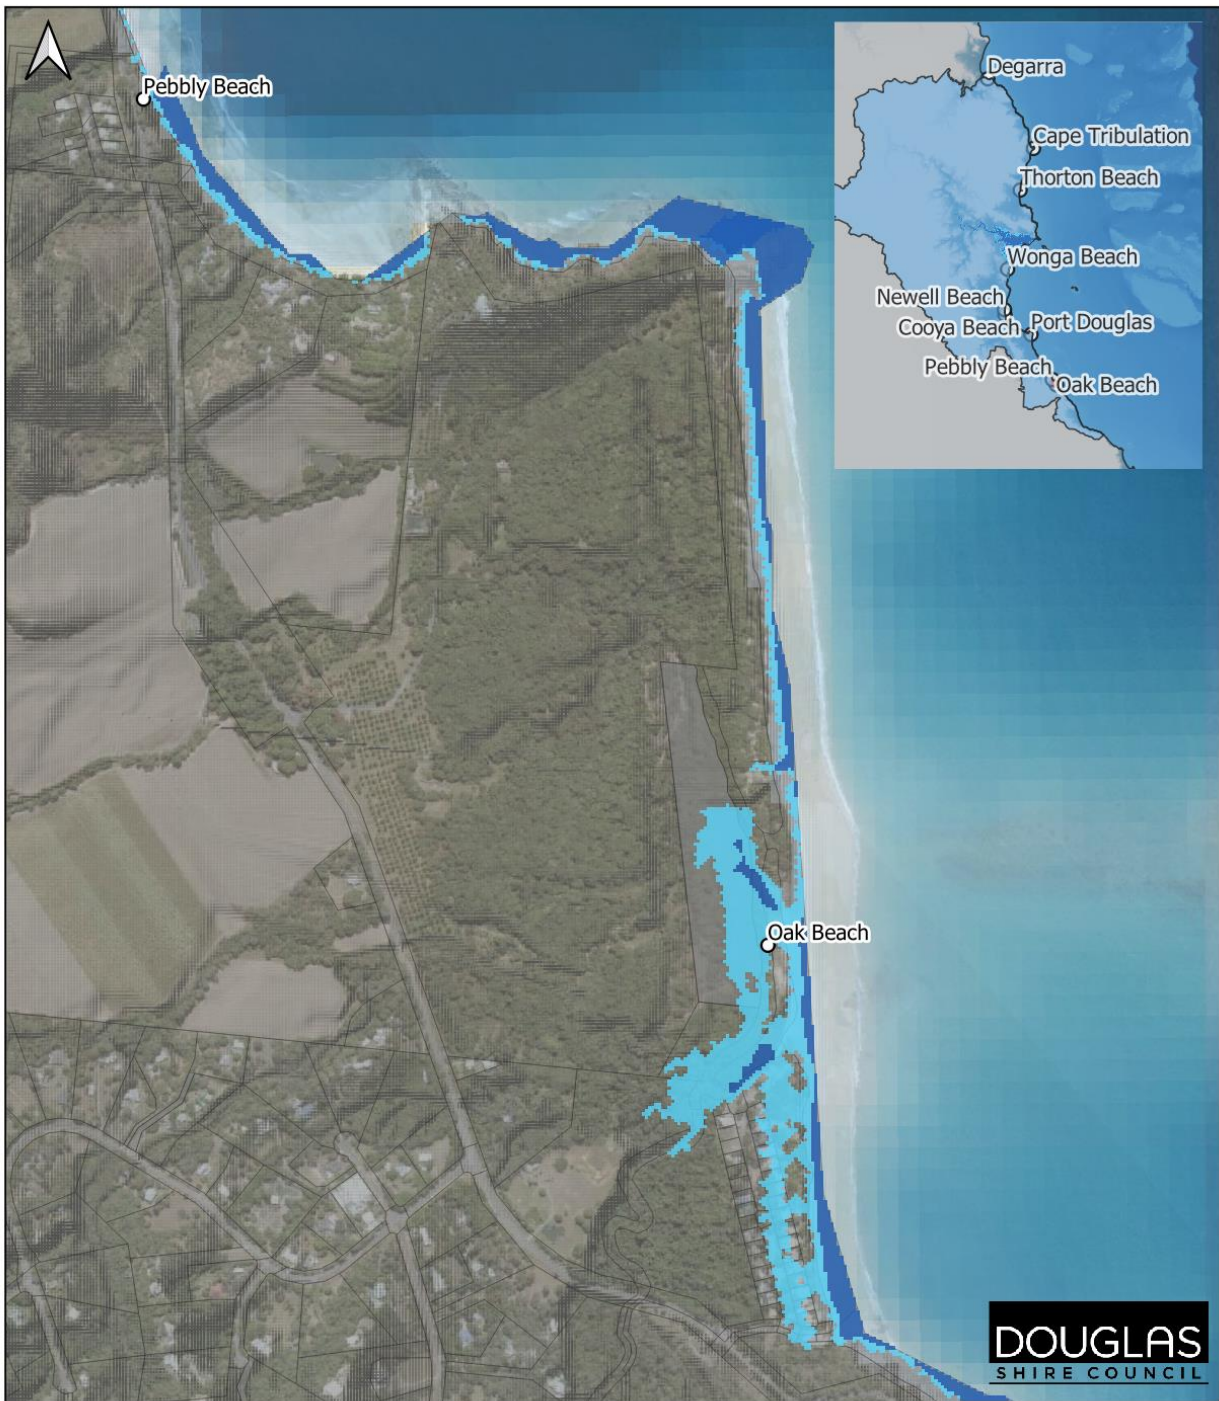 Pebbly Beach
Degarra
Cape Tribulation
Thorton Beach
Wonga Beach
Newell Beach
Port Douglas
Cooya Beach
Pebbly Beach
Oak Beach
Oak Beach
DOUGLAS
SHIRE COUNCIL